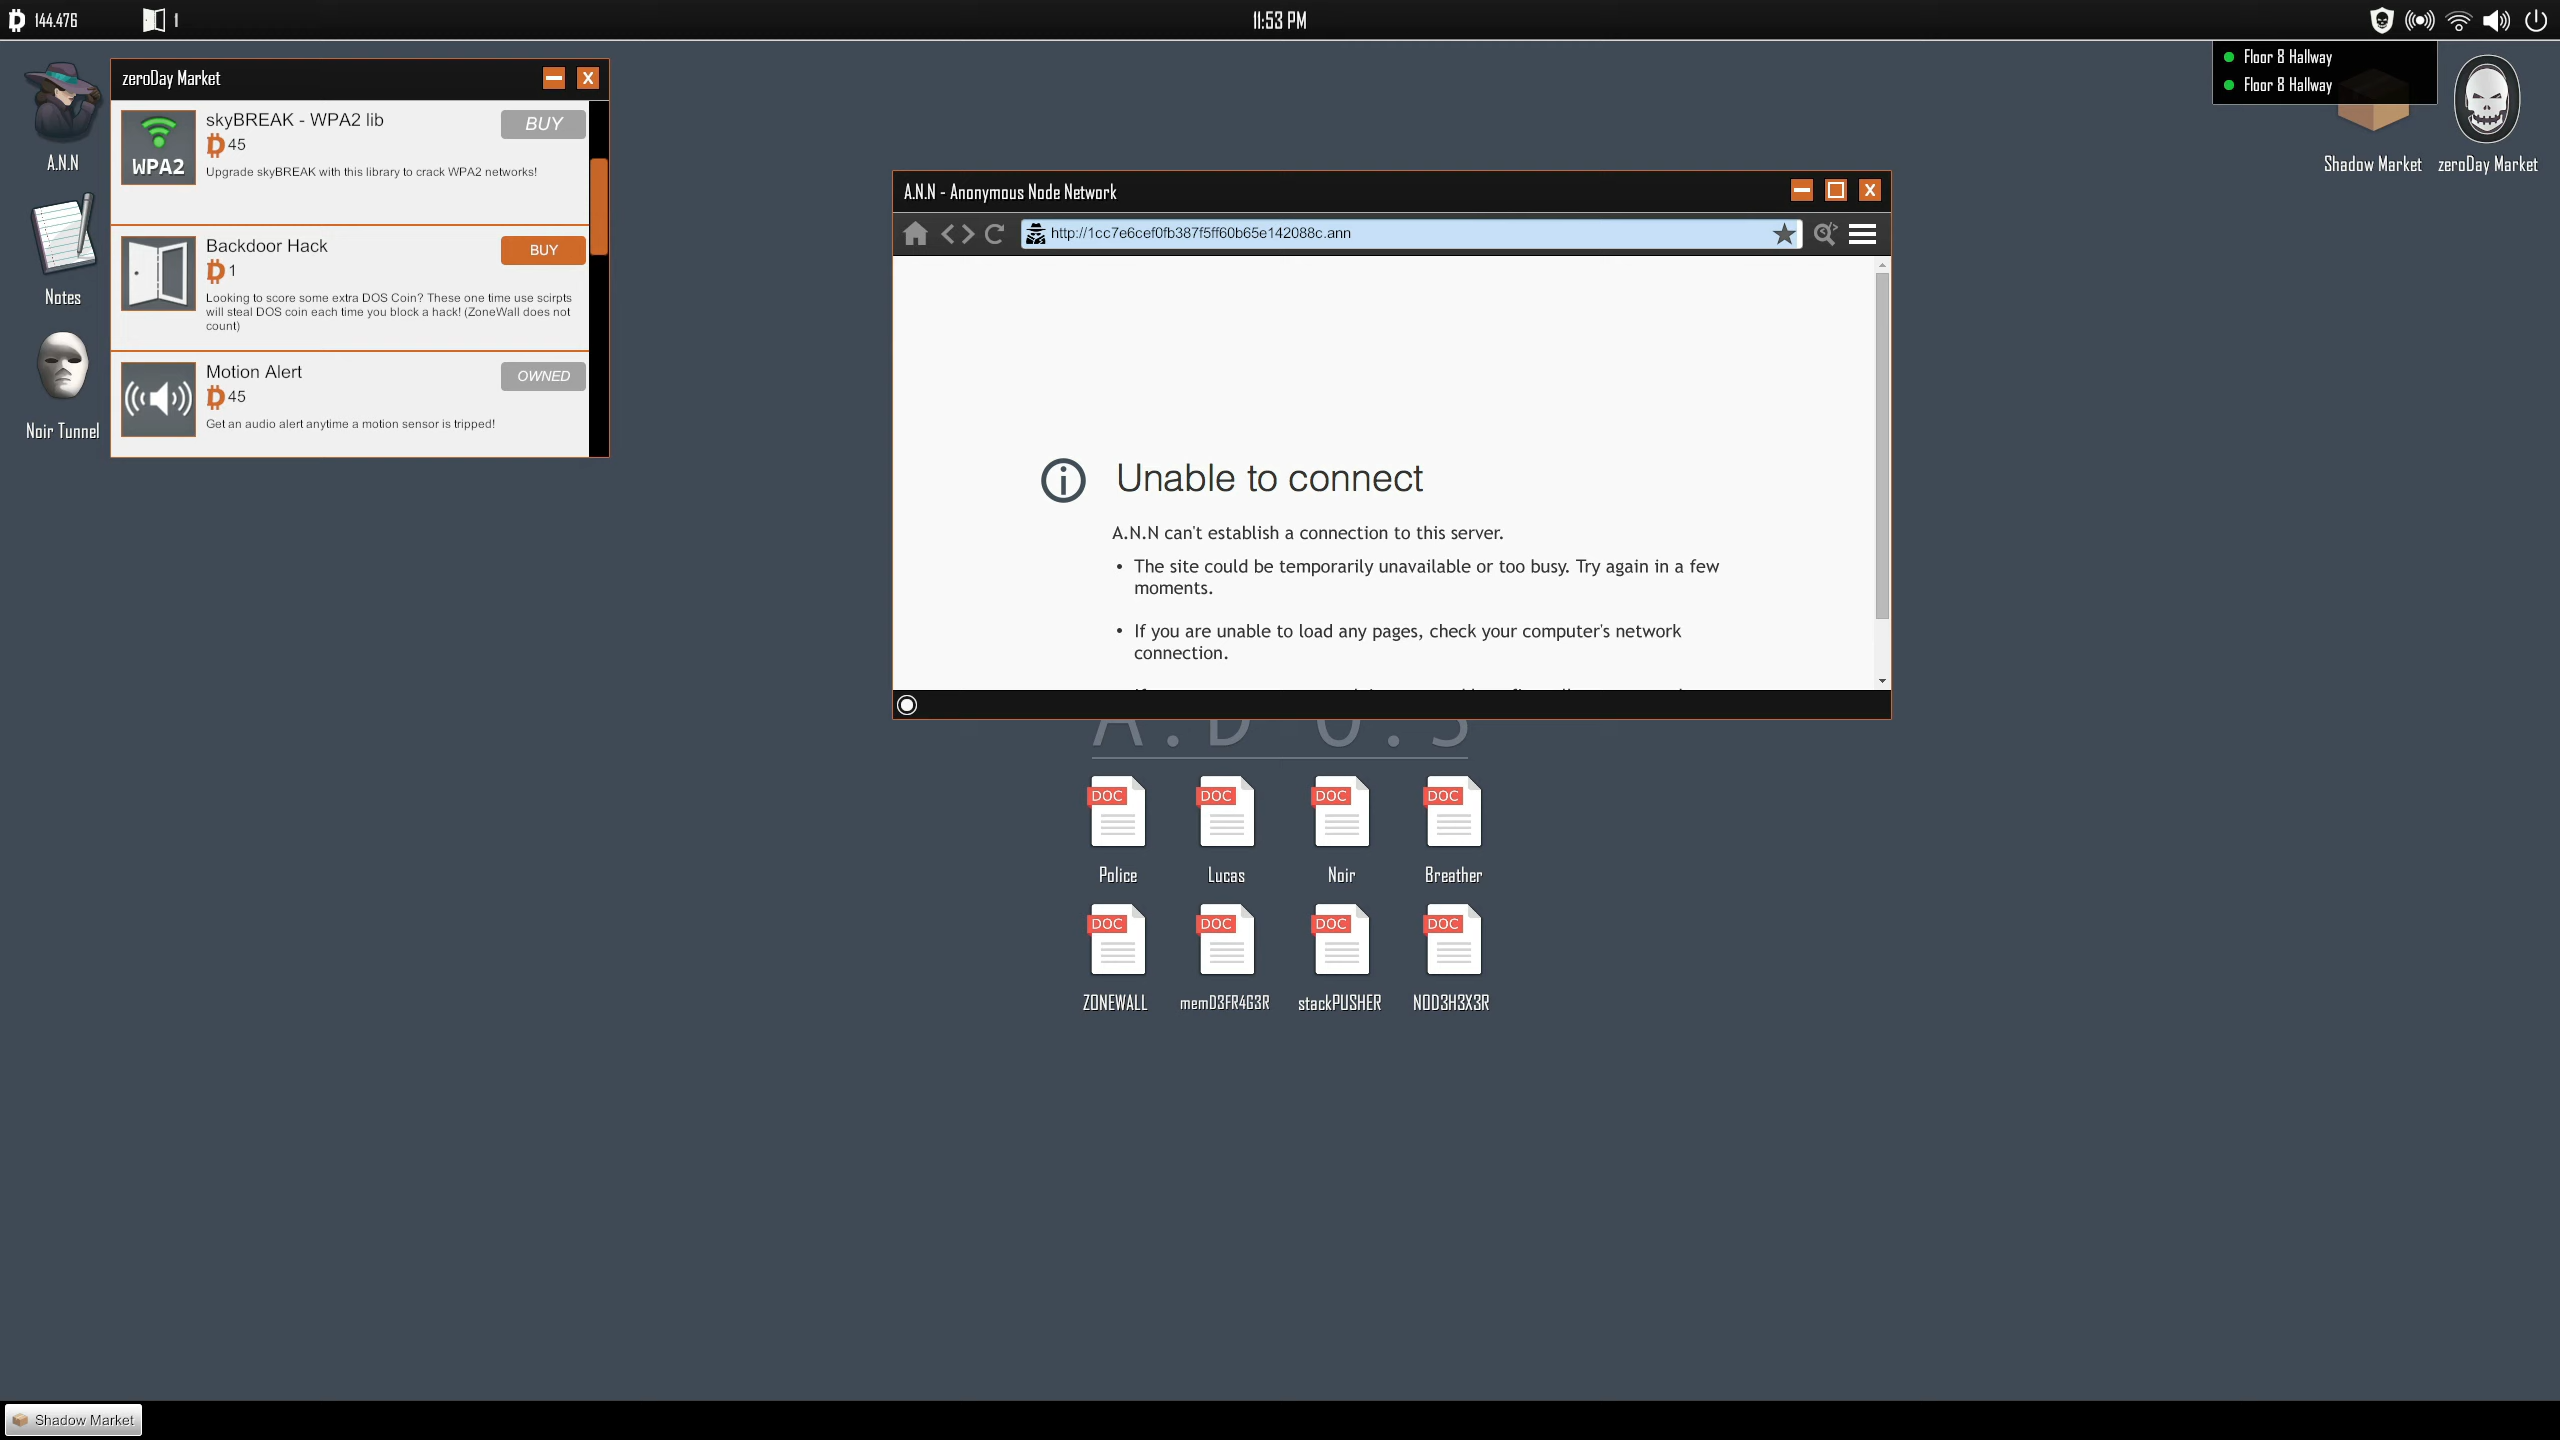 144.476
1
11:53 PM
Floor 8 Hallway
Floor 8 Hallway
A.N.N
Notes
Noir Tunnel
Shadow Market
zeroDay Market
zeroDay Market
skyBREAK - WPA2 lib
BUY
45
WPA2
Upgrade skyBREAK with this library to crack WPA2 networks!
Backdoor Hack
BUY
1
Looking to score some extra DOS Coin? These one time use scirpts
will steal DOS coin each time you block a hack! (ZoneWall does not
count)
Motion Alert
OWNED
45
Get an audio alert anytime a motion sensor is tripped!
A.N.N - Anonymous Node Network
http://1cc7e6cef0fb387f5ff60b65e142088c.ann
Unable to connect
A.N.N can't establish a connection to this server.
• The site could be temporarily unavailable or too busy. Try again in a few
moments.
• If you are unable to load any pages, check your computer's network
connection.
A.D 0.3
DOC DOC DOC DOC
Police Lucas Noir Breather
DOC DOC DOC DOC
ZONEWALL memD3FR4G3R stackPUSHER N0D3H3X3R
Shadow Market